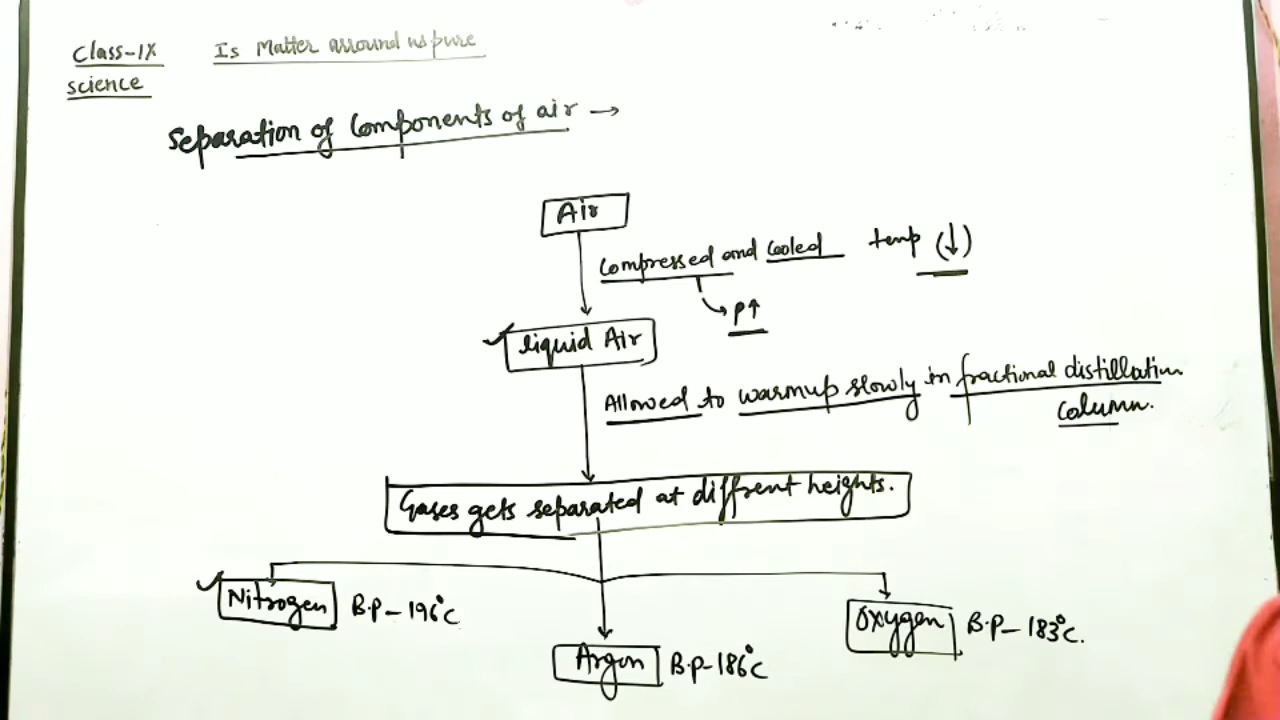 Class-IX
Is Matter arround us pure
science
Separation of Components of air →
Air
Compressed and Cooled temp (↓)
P↑
liquid Air
Allowed to warmup slowly in fractional distillation
Column.
Gases gets separated at diffrent heights.
Nitrogen B.P – 196°C
Argon B.P – 186°C
Oxygen B.P – 183°C.